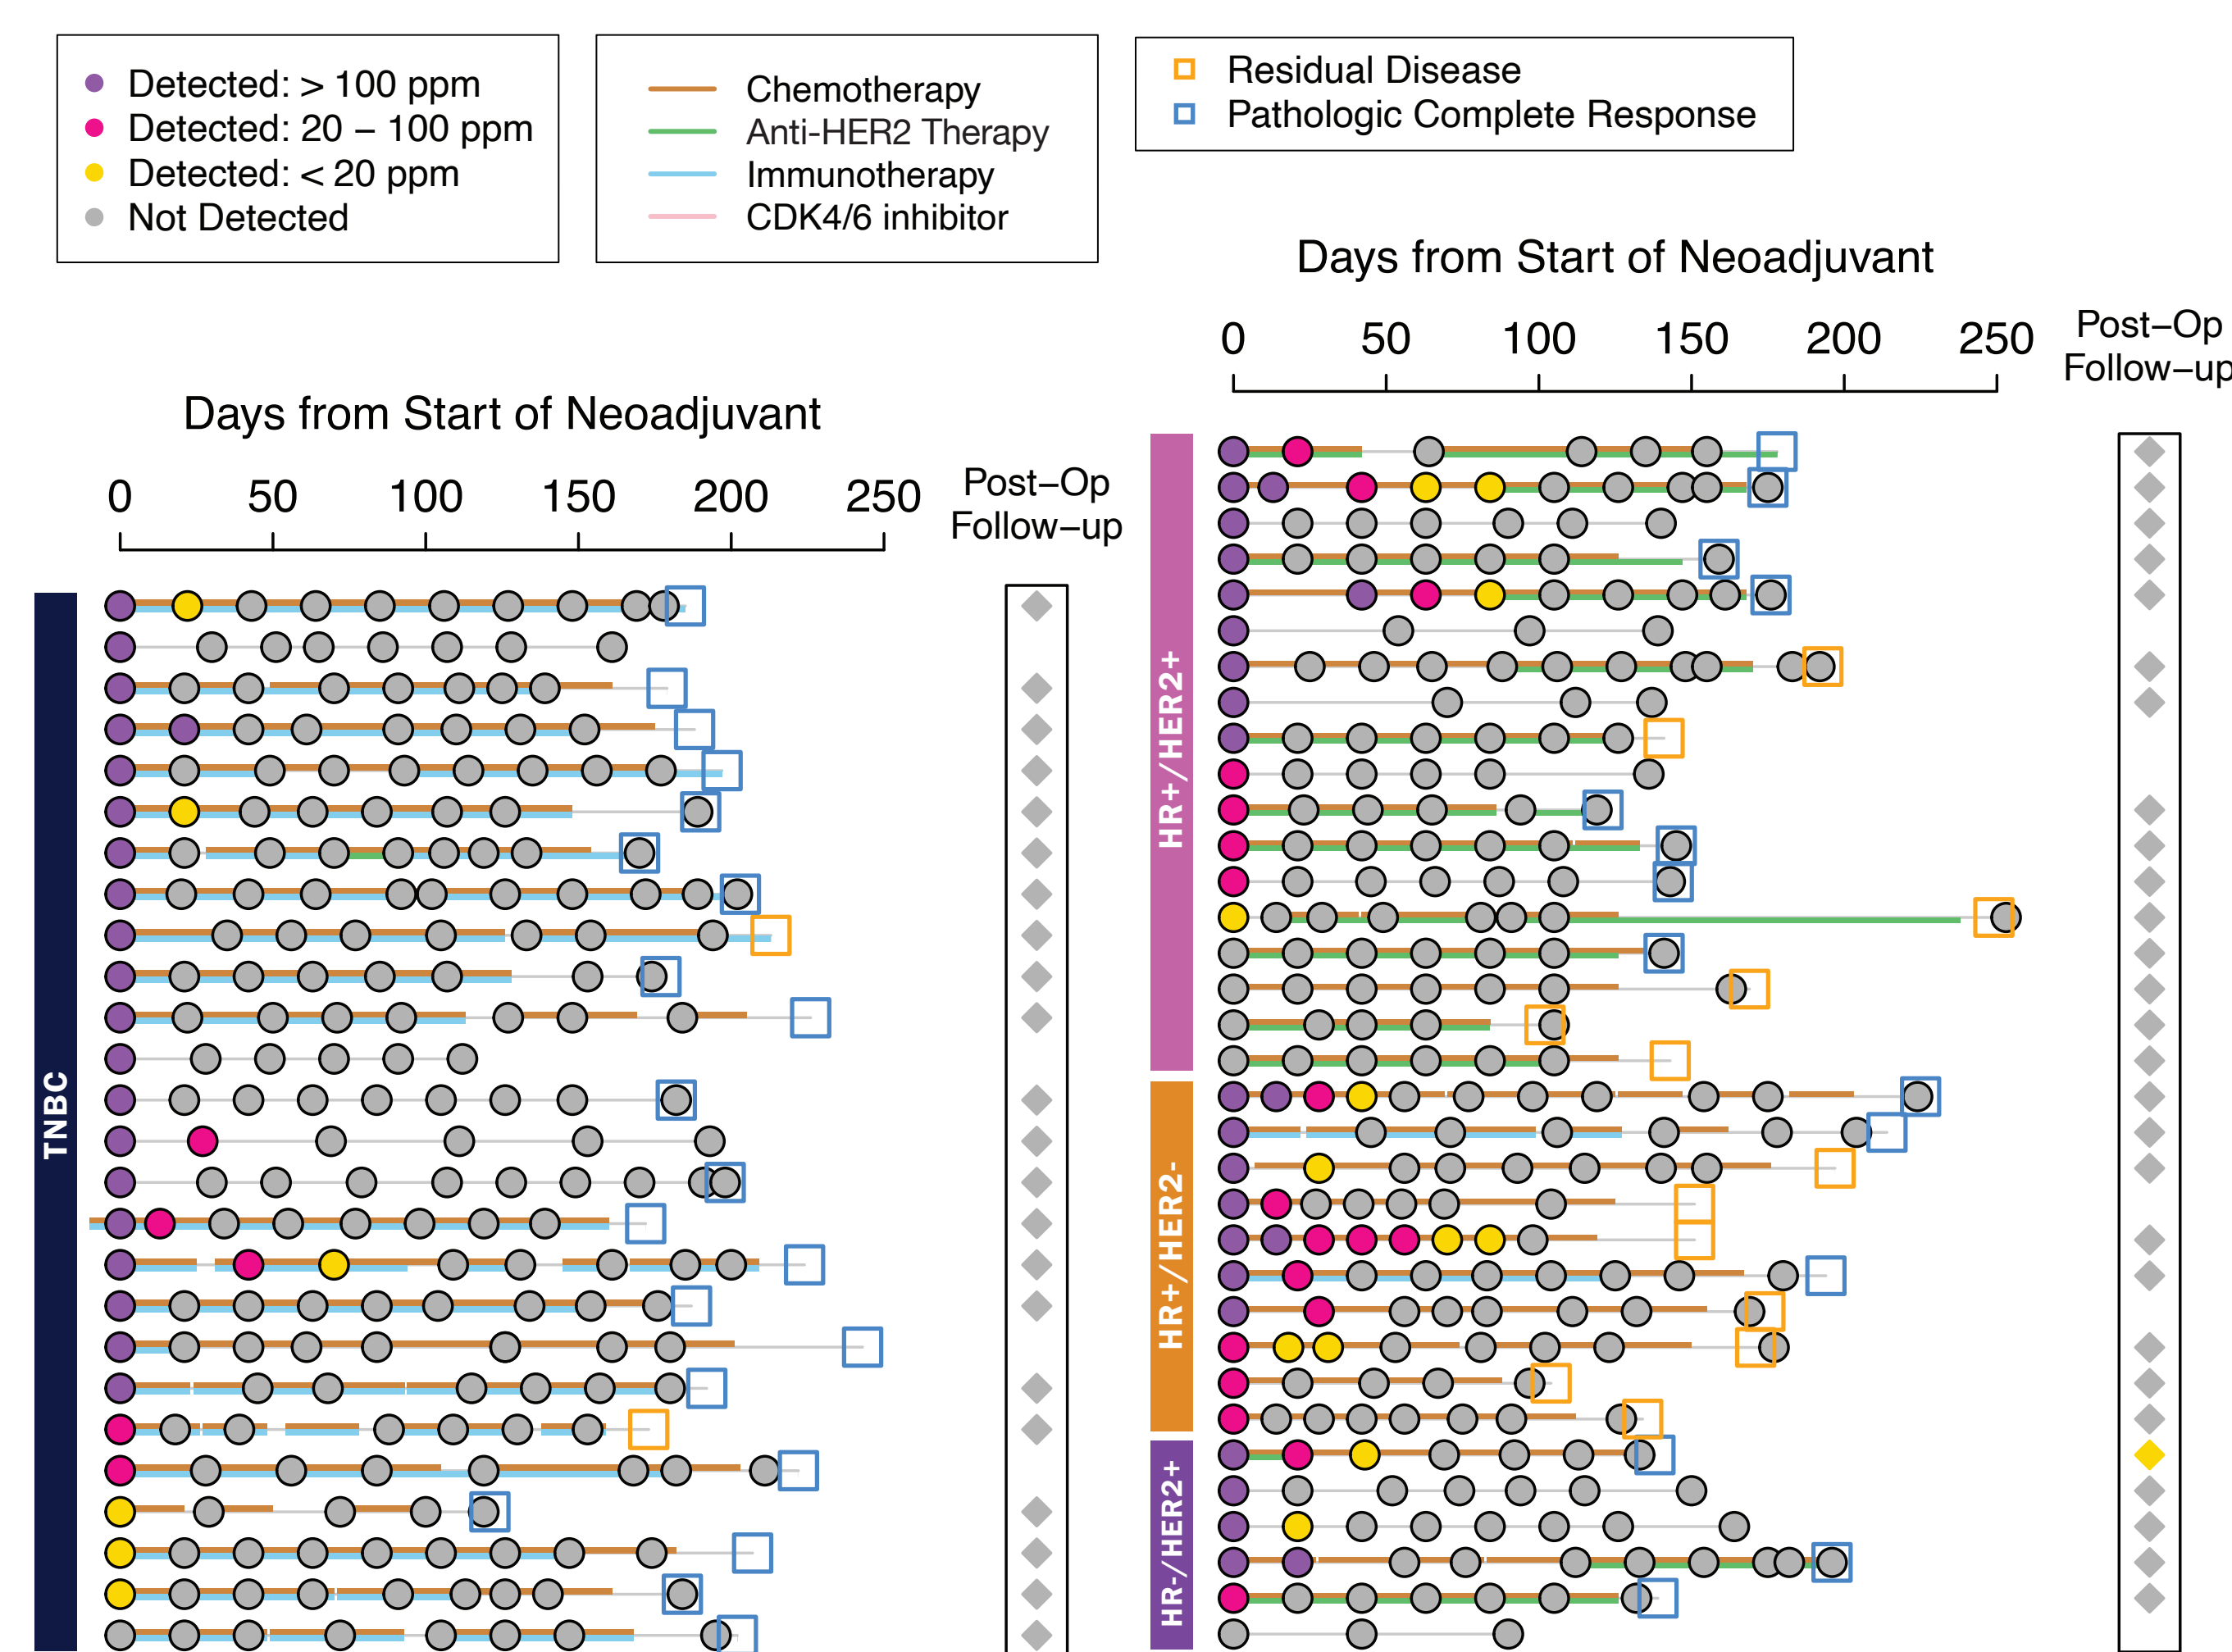 Detected: > 100 ppm
Detected: 20 – 100 ppm
Detected: < 20 ppm
Not Detected
Chemotherapy
Anti-HER2 Therapy
Immunotherapy
CDK4/6 inhibitor
Residual Disease
Pathologic Complete Response
Days from Start of Neoadjuvant
0 50 100 150 200 250
Post–Op
Follow–up
TNBC
Days from Start of Neoadjuvant
0 50 100 150 200 250
Post–Op
Follow–up
HR+/HER2+
HR+/HER2-
HR-/HER2+